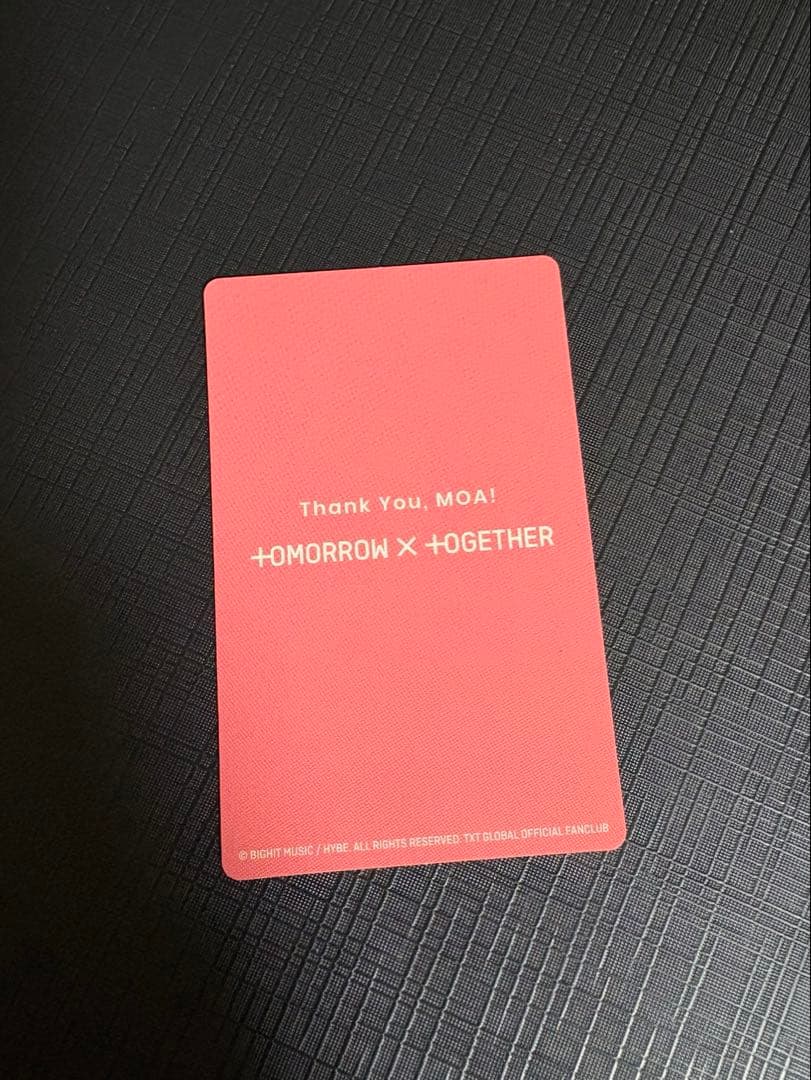 Thank You, MOA!
TOMORROW X TOGETHER
© BIGHIT MUSIC / HYBE. ALL RIGHTS RESERVED. TXT GLOBAL OFFICIAL FANCLUB